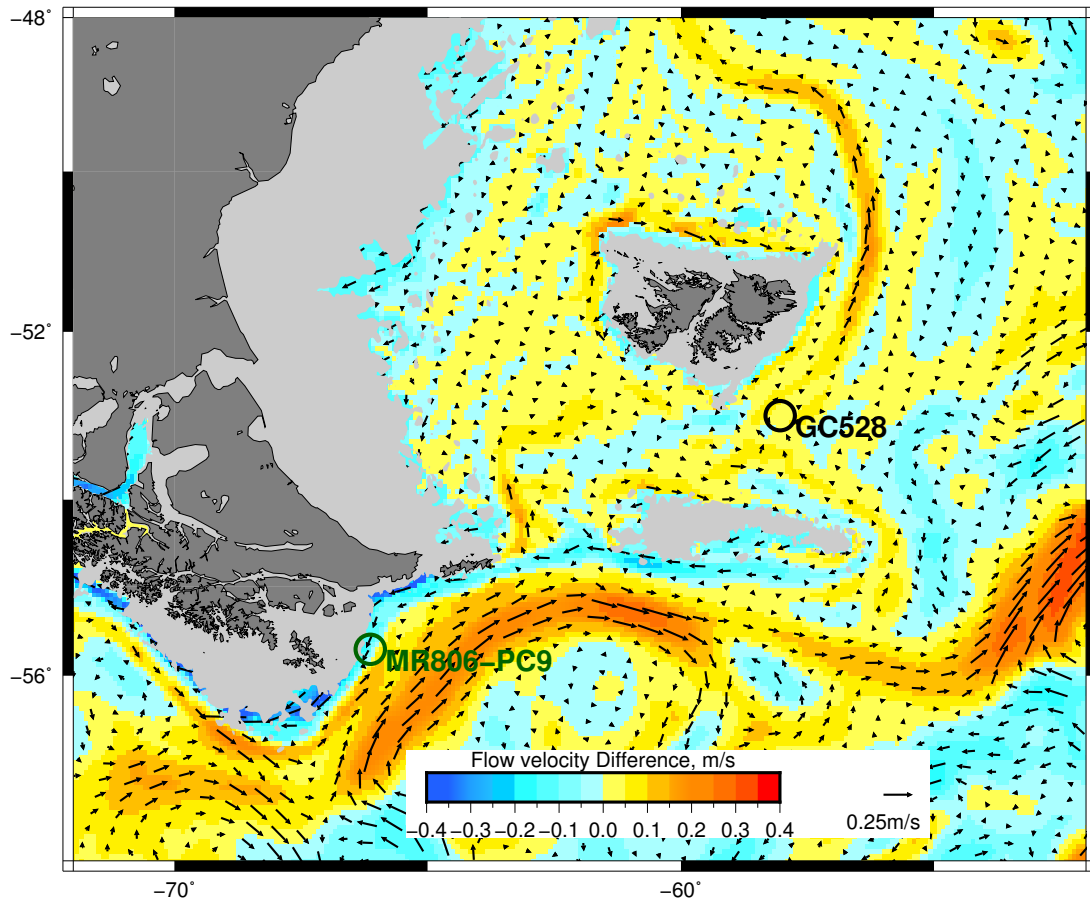 −48˚
−52˚
GC528
−56˚
MR806−PC9
Flow velocity Difference, m/s
−0.4 −0.3 −0.2 −0.1 0.0 0.1 0.2 0.3 0.4
0.25m/s
−70˚ −60˚